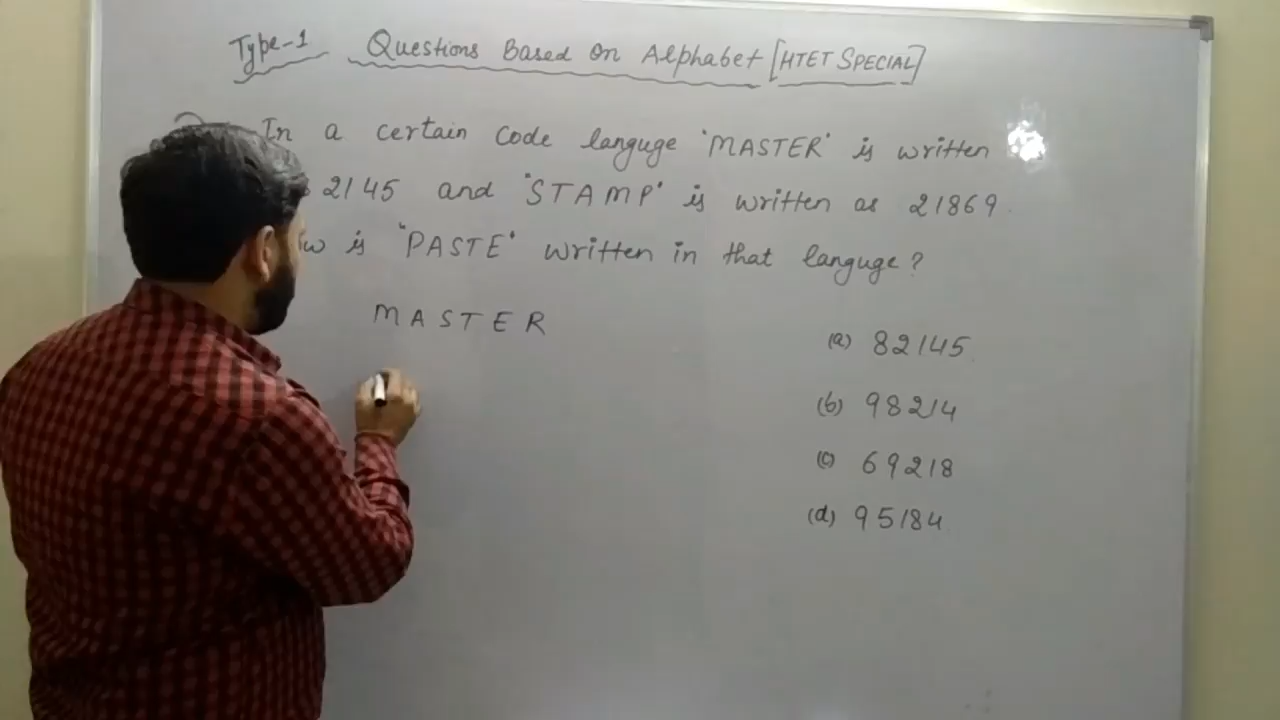 Type-1 Questions Based On Alphabet [HTET SPECIAL]
In a certain Code languge "MASTER" is written
2145 and "STAMP" is written as 21869.
is "PASTE" written in that languge?
MASTER
(a) 82145
(b) 98214
(c) 69218
(d) 95184